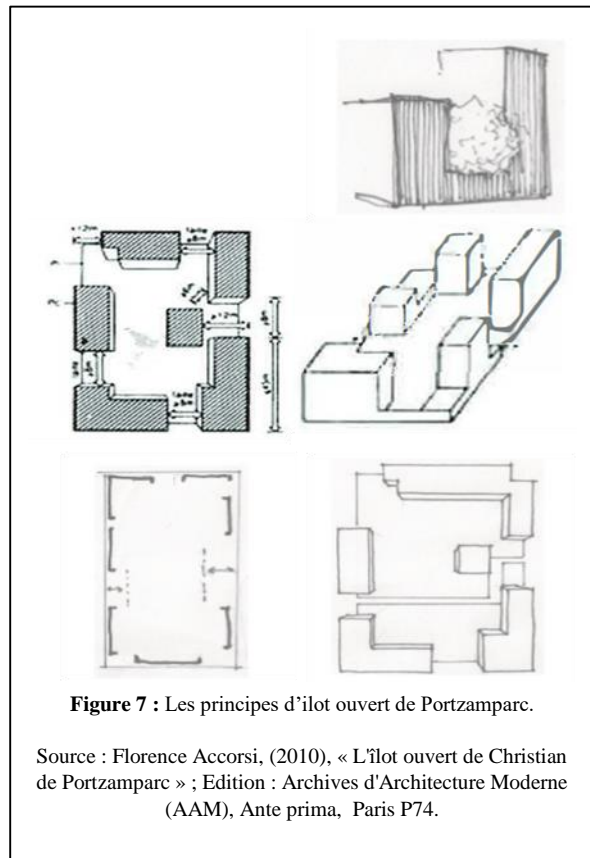 Figure 7 : Les principes d'ilot ouvert de Portzamparc.
Source : Florence Accorsi, (2010), « L'îlot ouvert de Christian
de Portzamparc » ; Edition : Archives d'Architecture Moderne
(AAM), Ante prima, Paris P74.